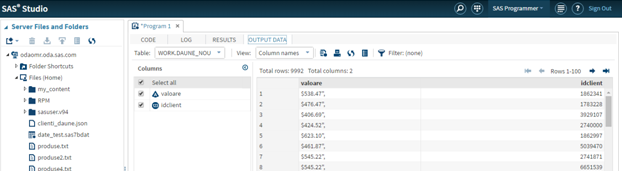 SAS® Studio
SAS Programmer
Sign Out
Server Files and Folders
odaomr.oda.sas.com
Folder Shortcuts
Files (Home)
my_content
RPM
sasuser.v94
clienti_daune.json
date_test.sas7bdat
produse.txt
produse2.txt
produse4.txt
*Program 1
CODE
LOG
RESULTS
OUTPUT DATA
Table: WORK.DAUNE_NOU
View: Column names
Filter: (none)
Columns
Select all
valoare
idclient
Total rows: 9992 Total columns: 2
Rows 1-100
valoare idclient
1 $538.47", 1862341
2 $476.47", 1783228
3 $406.69", 3929107
4 $424.52", 2740000
5 $623.10", 1862997
6 $461.87", 5039470
7 $545.22", 2741871
8 $545.22", 6651539